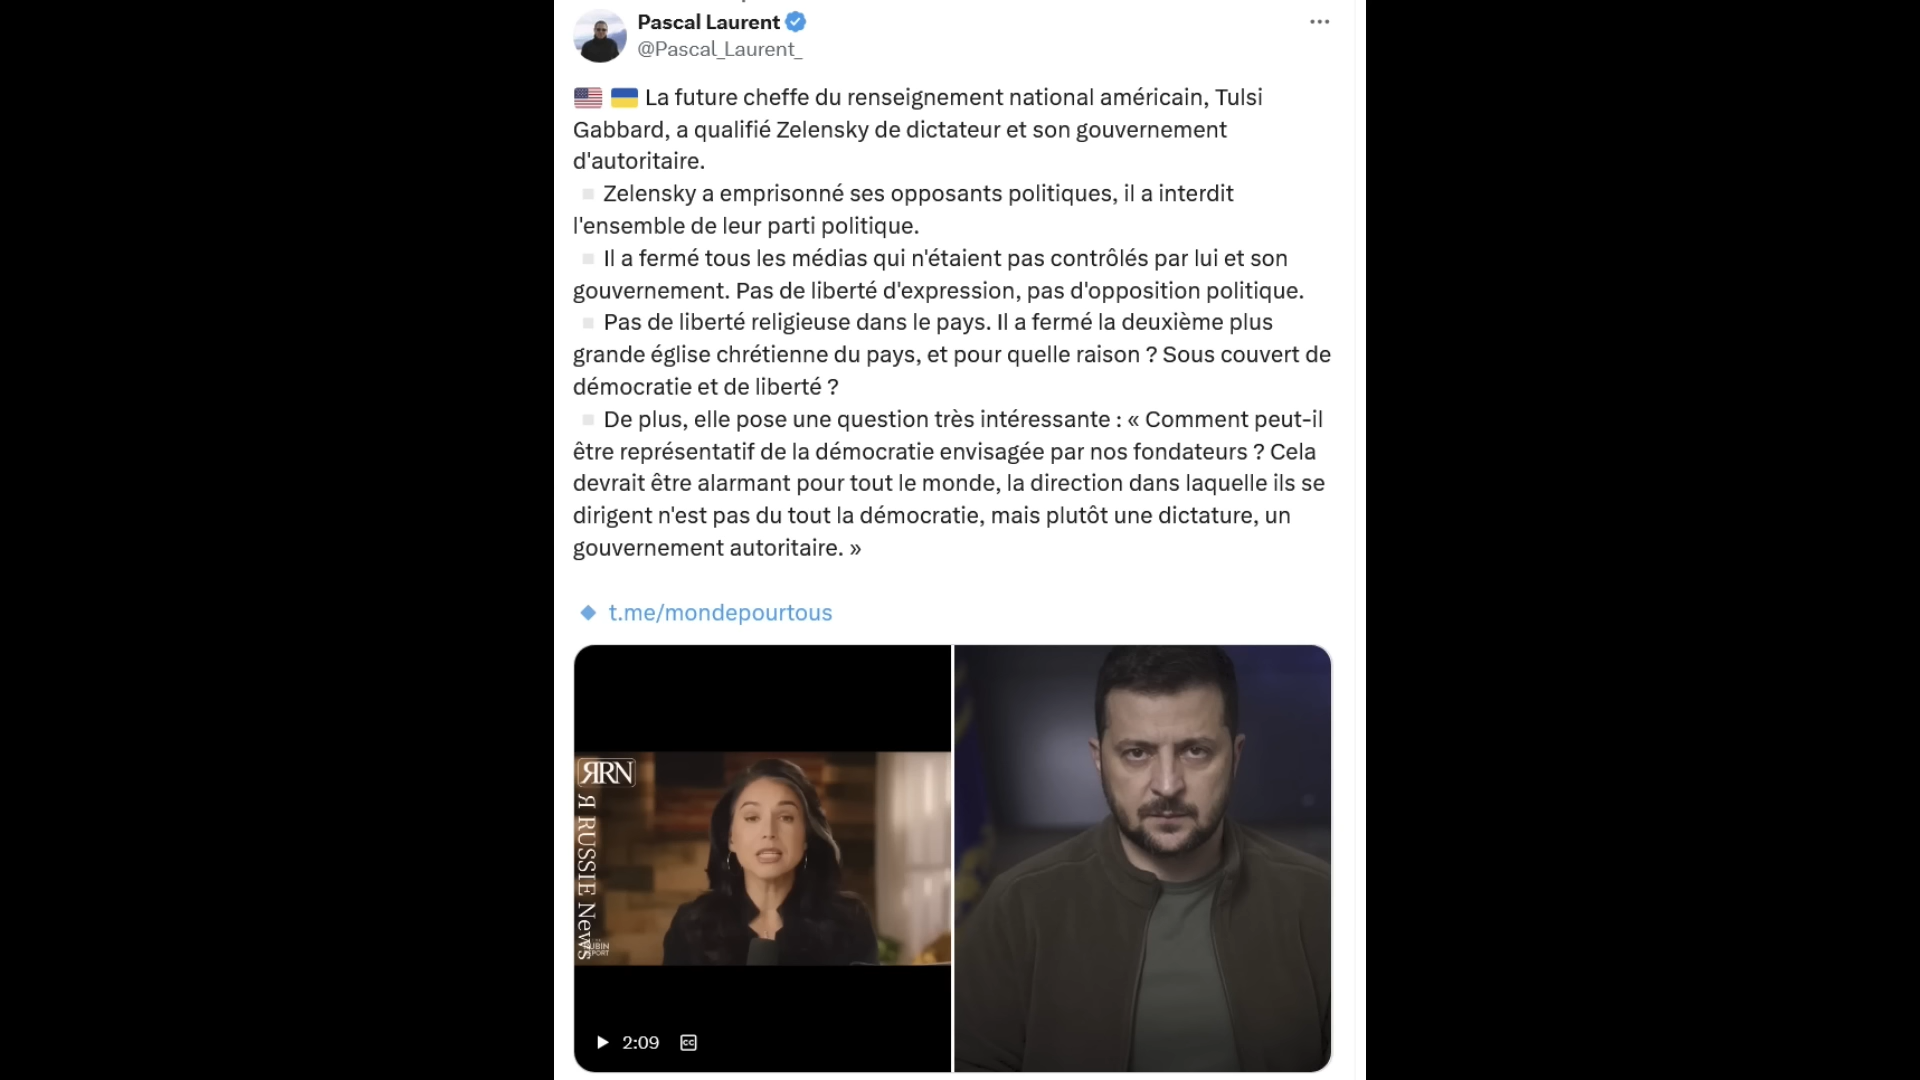 Pascal Laurent
@Pascal_Laurent_
La future cheffe du renseignement national américain, Tulsi
Gabbard, a qualifié Zelensky de dictateur et son gouvernement
d'autoritaire.
Zelensky a emprisonné ses opposants politiques, il a interdit
l'ensemble de leur parti politique.
Il a fermé tous les médias qui n'étaient pas contrôlés par lui et son
gouvernement. Pas de liberté d'expression, pas d'opposition politique.
Pas de liberté religieuse dans le pays. Il a fermé la deuxième plus
grande église chrétienne du pays, et pour quelle raison ? Sous couvert de
démocratie et de liberté ?
De plus, elle pose une question très intéressante : « Comment peut-il
être représentatif de la démocratie envisagée par nos fondateurs ? Cela
devrait être alarmant pour tout le monde, la direction dans laquelle ils se
dirigent n'est pas du tout la démocratie, mais plutôt une dictature, un
gouvernement autoritaire. »
t.me/mondepourtous
ЯRN
Я RUSSIE News
2:09
CC